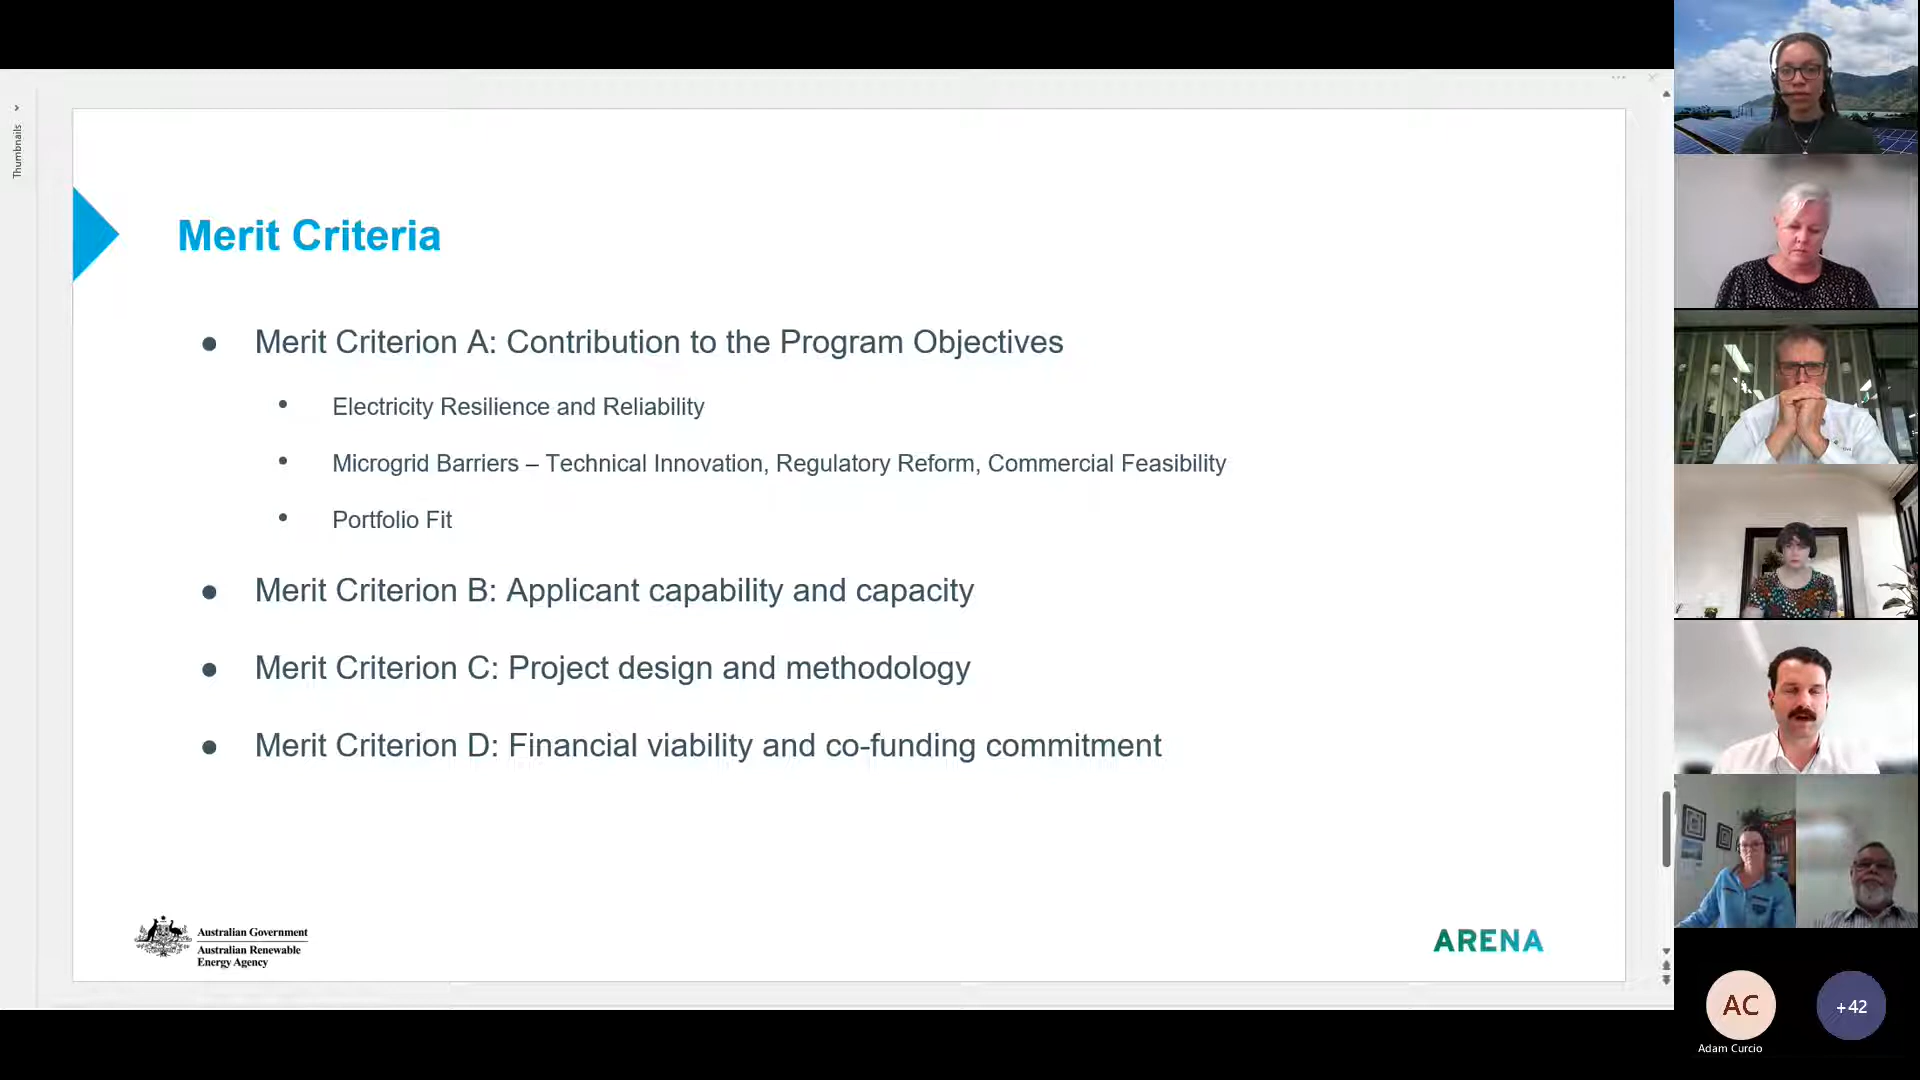 Thumbnails
Merit Criteria
● Merit Criterion A: Contribution to the Program Objectives
• Electricity Resilience and Reliability
• Microgrid Barriers – Technical Innovation, Regulatory Reform, Commercial Feasibility
• Portfolio Fit
● Merit Criterion B: Applicant capability and capacity
● Merit Criterion C: Project design and methodology
● Merit Criterion D: Financial viability and co-funding commitment
Australian Government
Australian Renewable
Energy Agency
ARENA
AC
+42
Adam Curcio